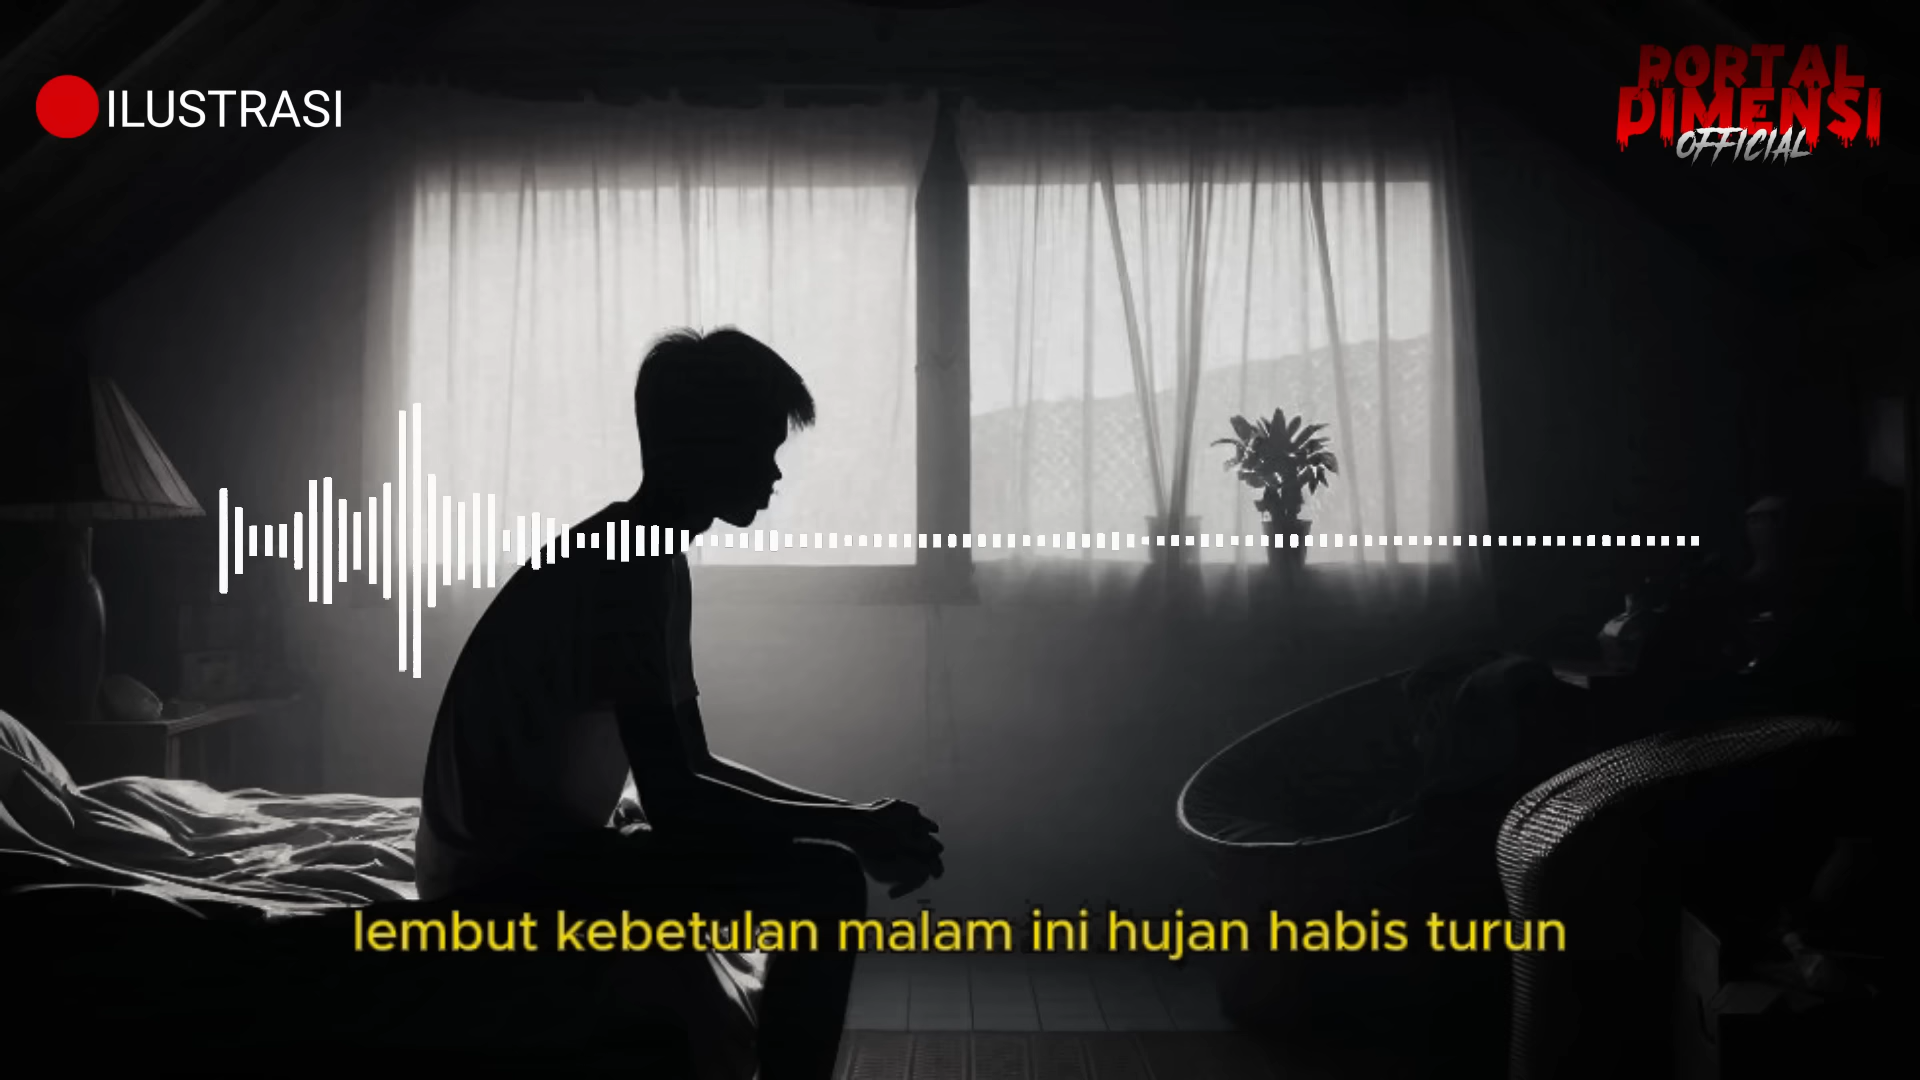 ILUSTRASI
PORTAL
DIMENSI
OFFICIAL
lembut kebetulan malam ini hujan habis turun